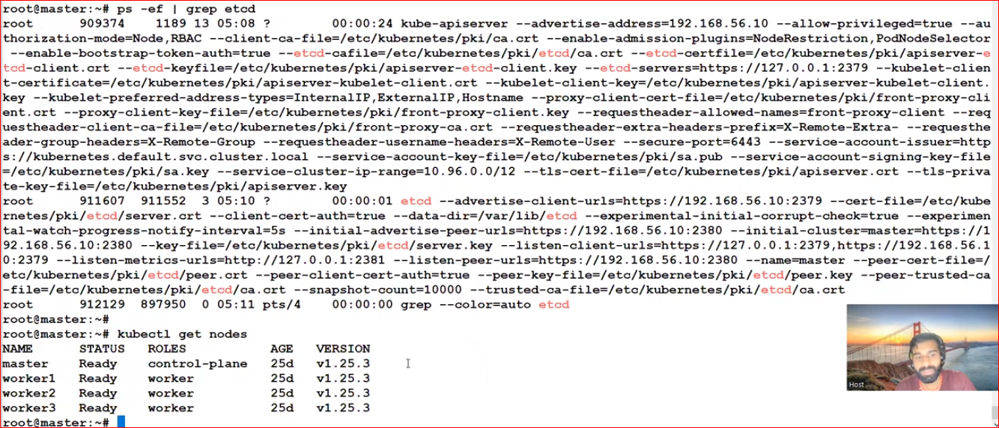 root@master:~# ps -ef | grep etcd
root      909374    1189 13 05:08 ?        00:00:24 kube-apiserver --advertise-address=192.168.56.10 --allow-privileged=true --au
thorization-mode=Node,RBAC --client-ca-file=/etc/kubernetes/pki/ca.crt --enable-admission-plugins=NodeRestriction,PodNodeSelector
 --enable-bootstrap-token-auth=true --etcd-cafile=/etc/kubernetes/pki/etcd/ca.crt --etcd-certfile=/etc/kubernetes/pki/apiserver-e
tcd-client.crt --etcd-keyfile=/etc/kubernetes/pki/apiserver-etcd-client.key --etcd-servers=https://127.0.0.1:2379 --kubelet-clien
t-certificate=/etc/kubernetes/pki/apiserver-kubelet-client.crt --kubelet-client-key=/etc/kubernetes/pki/apiserver-kubelet-client.
key --kubelet-preferred-address-types=InternalIP,ExternalIP,Hostname --proxy-client-cert-file=/etc/kubernetes/pki/front-proxy-cli
ent.crt --proxy-client-key-file=/etc/kubernetes/pki/front-proxy-client.key --requestheader-allowed-names=front-proxy-client --req
uestheader-client-ca-file=/etc/kubernetes/pki/front-proxy-ca.crt --requestheader-extra-headers-prefix=X-Remote-Extra- --requesthe
ader-group-headers=X-Remote-Group --requestheader-username-headers=X-Remote-User --secure-port=6443 --service-account-issuer=http
s://kubernetes.default.svc.cluster.local --service-account-key-file=/etc/kubernetes/pki/sa.pub --service-account-signing-key-file
=/etc/kubernetes/pki/sa.key --service-cluster-ip-range=10.96.0.0/12 --tls-cert-file=/etc/kubernetes/pki/apiserver.crt --tls-priva
te-key-file=/etc/kubernetes/pki/apiserver.key
root      911607  911552  3 05:10 ?        00:00:01 etcd --advertise-client-urls=https://192.168.56.10:2379 --cert-file=/etc/kube
rnetes/pki/etcd/server.crt --client-cert-auth=true --data-dir=/var/lib/etcd --experimental-initial-corrupt-check=true --experimen
tal-watch-progress-notify-interval=5s --initial-advertise-peer-urls=https://192.168.56.10:2380 --initial-cluster=master=https://1
92.168.56.10:2380 --key-file=/etc/kubernetes/pki/etcd/server.key --listen-client-urls=https://127.0.0.1:2379,https://192.168.56.1
0:2379 --listen-metrics-urls=http://127.0.0.1:2381 --listen-peer-urls=https://192.168.56.10:2380 --name=master --peer-cert-file=/
etc/kubernetes/pki/etcd/peer.crt --peer-client-cert-auth=true --peer-key-file=/etc/kubernetes/pki/etcd/peer.key --peer-trusted-ca
-file=/etc/kubernetes/pki/etcd/ca.crt --snapshot-count=10000 --trusted-ca-file=/etc/kubernetes/pki/etcd/ca.crt
root      912129  897950  0 05:11 pts/4    00:00:00 grep --color=auto etcd
root@master:~#
root@master:~# kubectl get nodes
NAME      STATUS   ROLES           AGE   VERSION
master    Ready    control-plane   25d   v1.25.3
worker1   Ready    worker          25d   v1.25.3
worker2   Ready    worker          25d   v1.25.3
worker3   Ready    worker          25d   v1.25.3
root@master:~#
Host